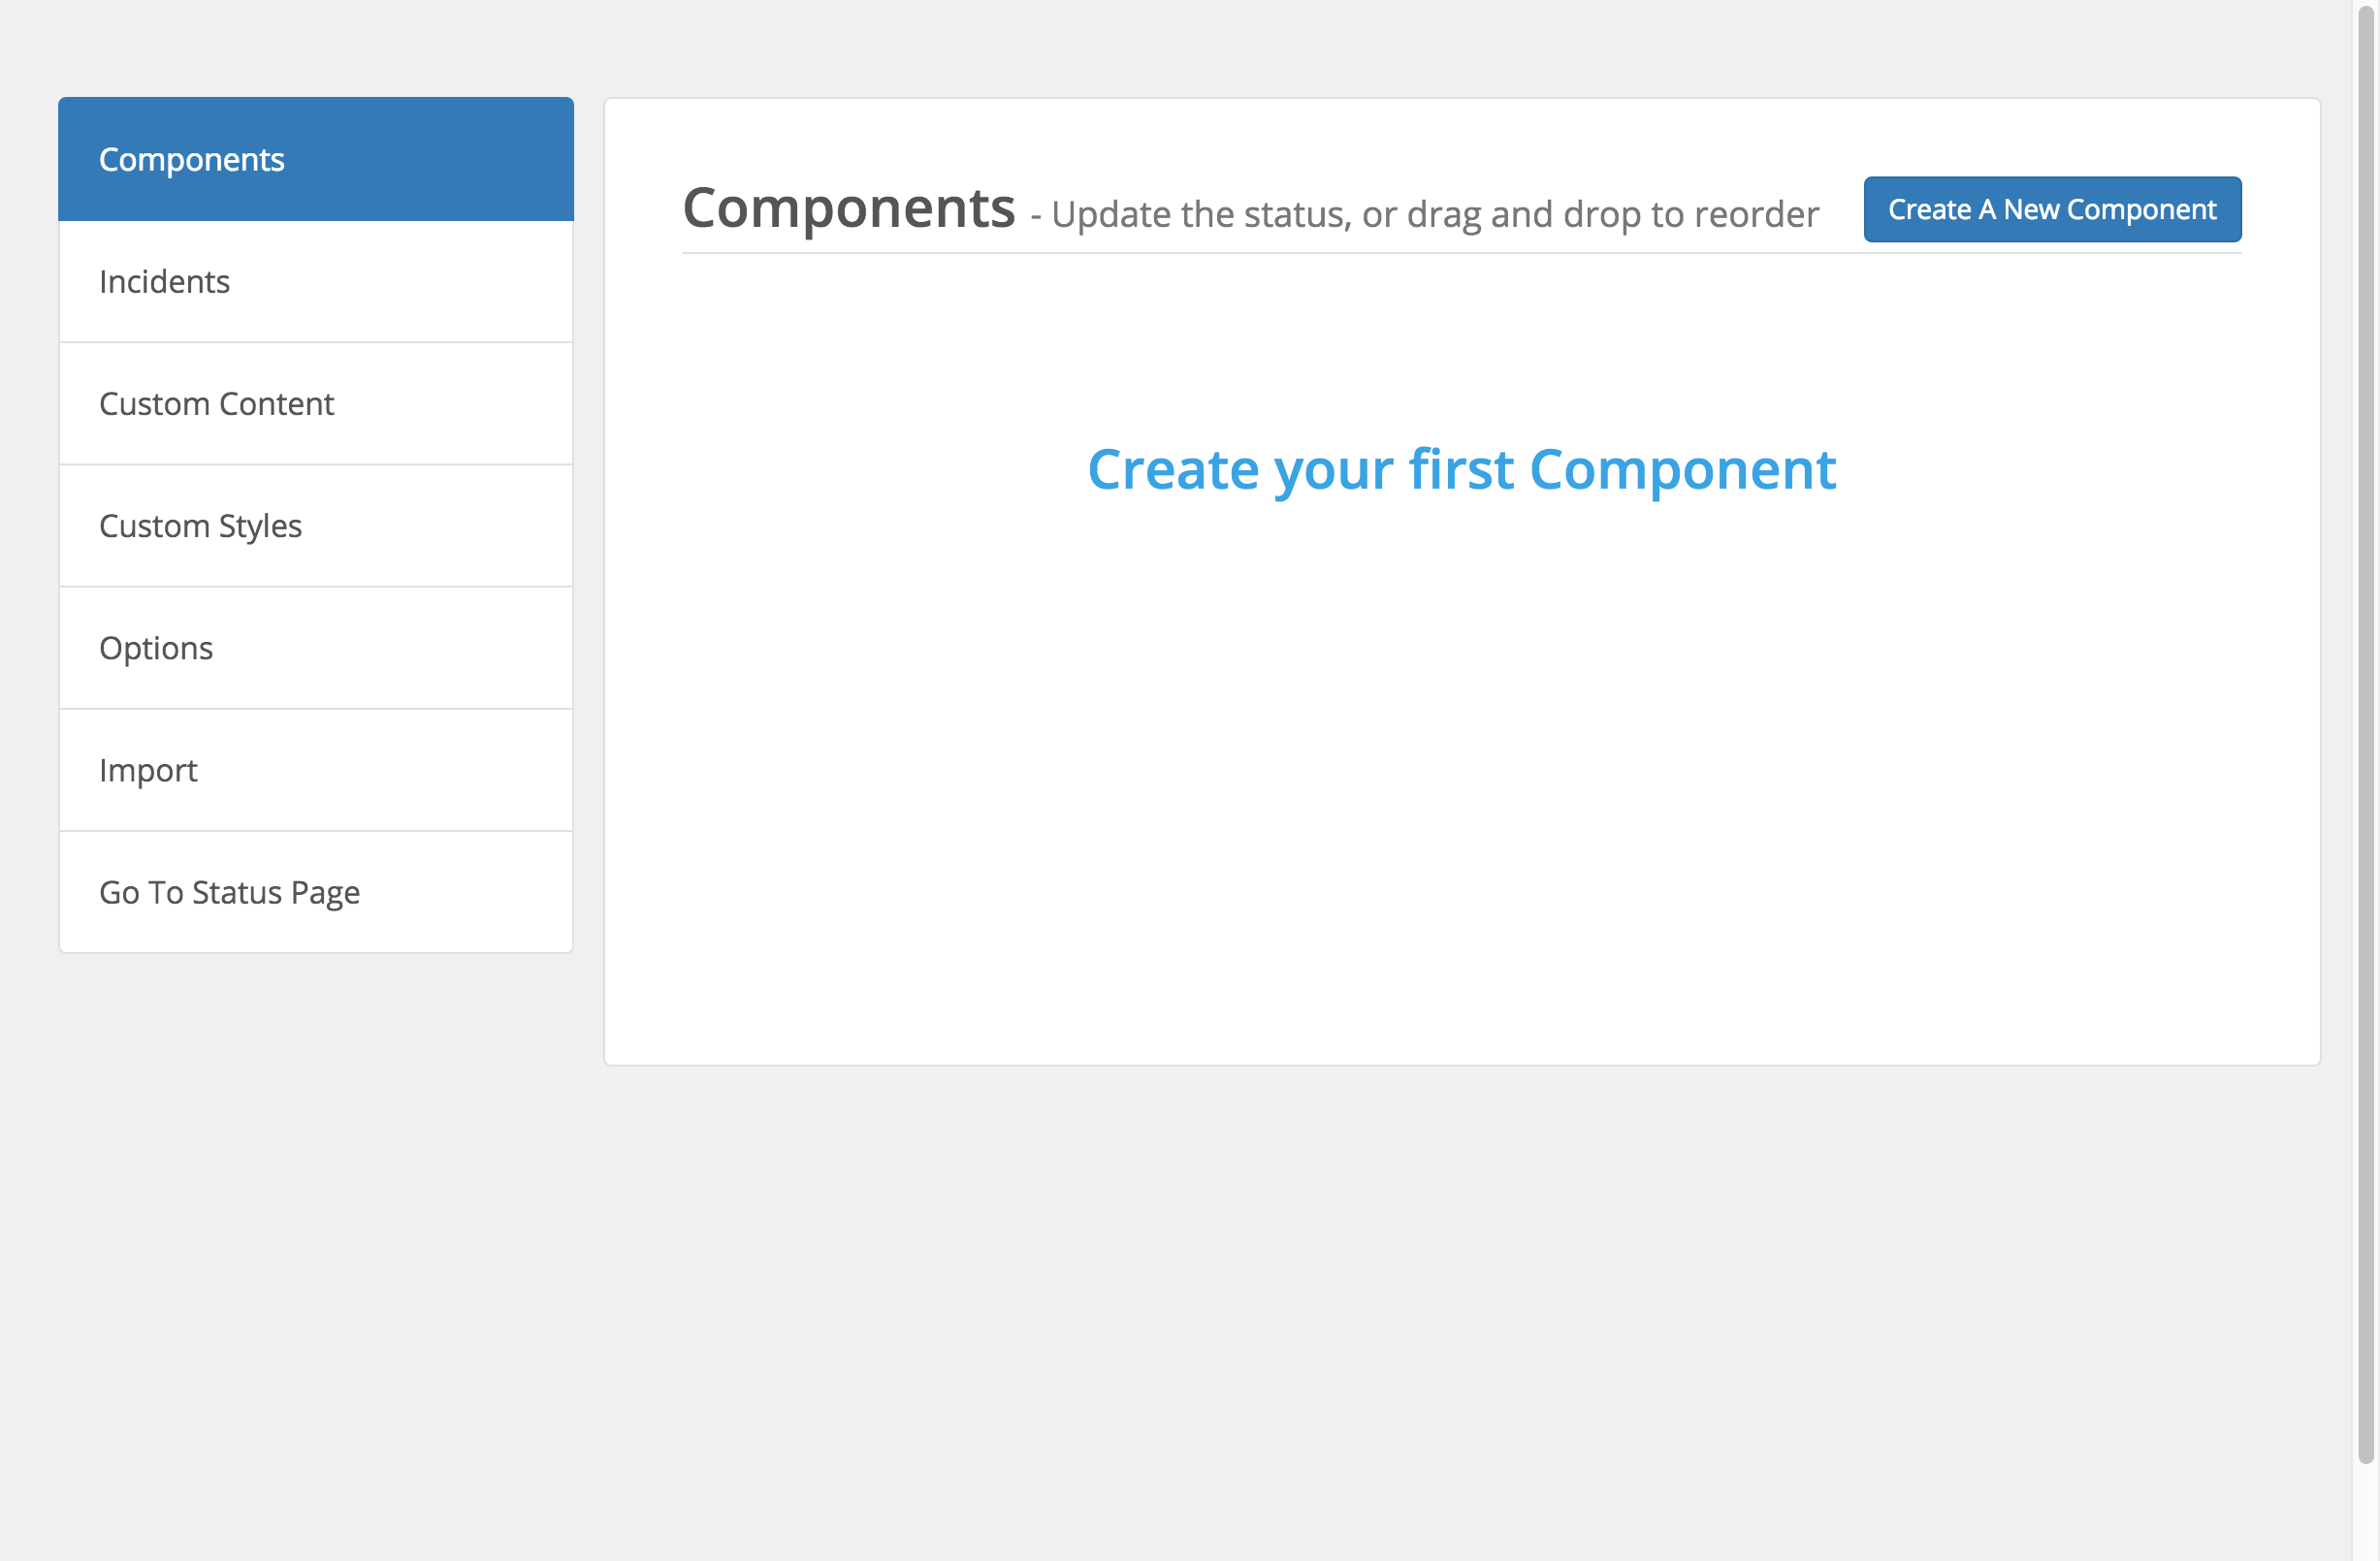 Components
Incidents
Custom Content
Custom Styles
Options
Import
Go To Status Page
Components - Update the status, or drag and drop to reorder
Create A New Component
Create your first Component